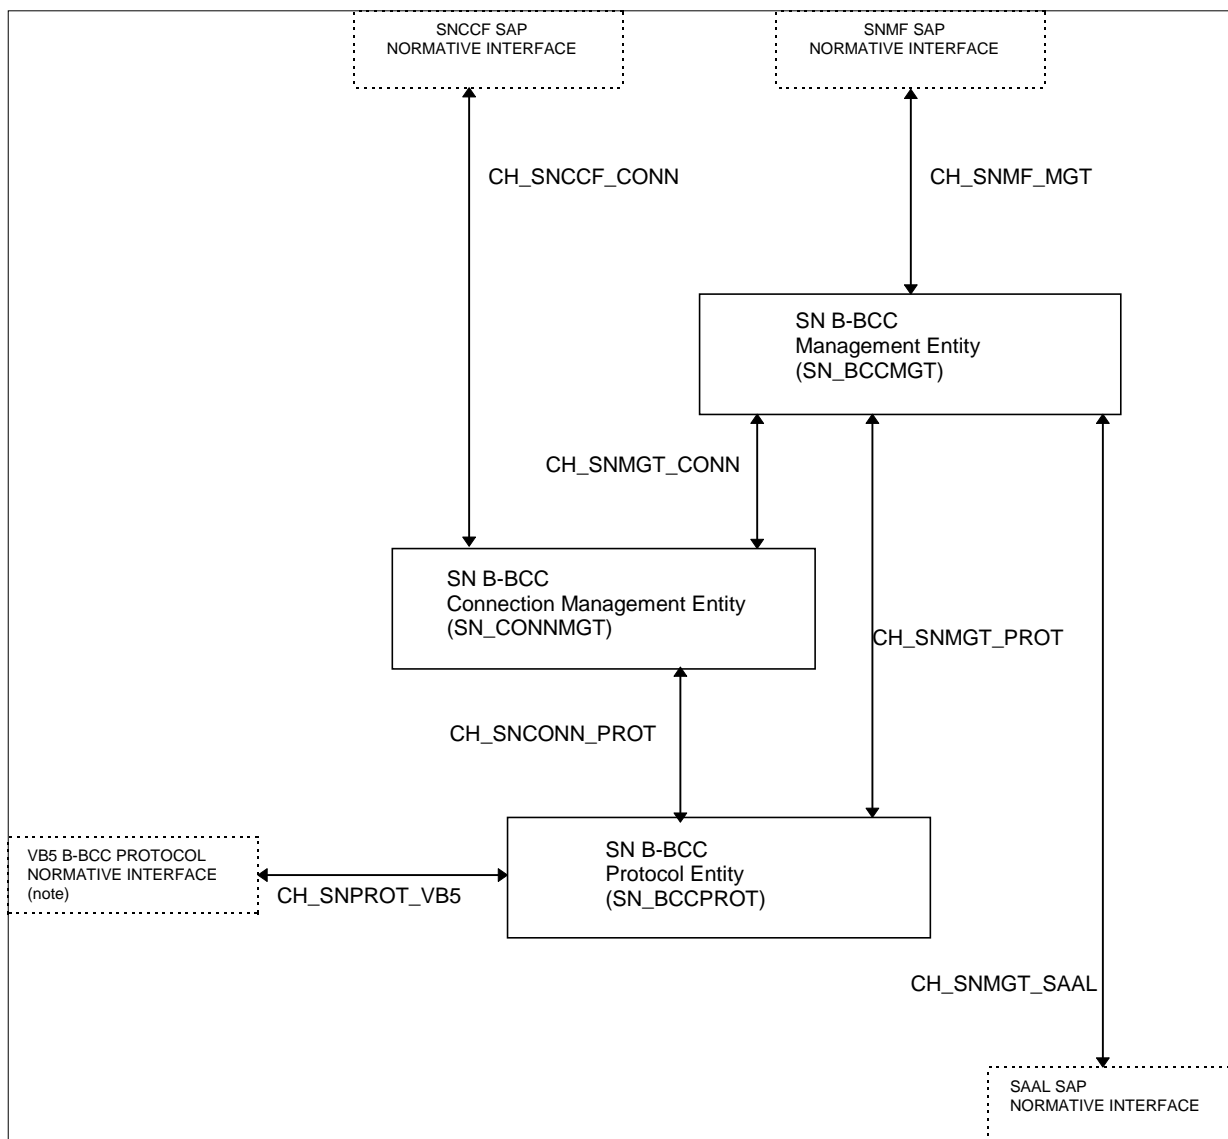 SNCCF SAP
NORMATIVE INTERFACE
SNMF SAP
NORMATIVE INTERFACE
CH_SNCCF_CONN
CH_SNMF_MGT
SN B-BCC
Management Entity
(SN_BCCMGT)
CH_SNMGT_CONN
SN B-BCC
Connection Management Entity
(SN_CONNMGT)
CH_SNMGT_PROT
CH_SNCONN_PROT
VB5 B-BCC PROTOCOL
NORMATIVE INTERFACE
(note)
CH_SNPROT_VB5
SN B-BCC
Protocol Entity
(SN_BCCPROT)
CH_SNMGT_SAAL
SAAL SAP
NORMATIVE INTERFACE